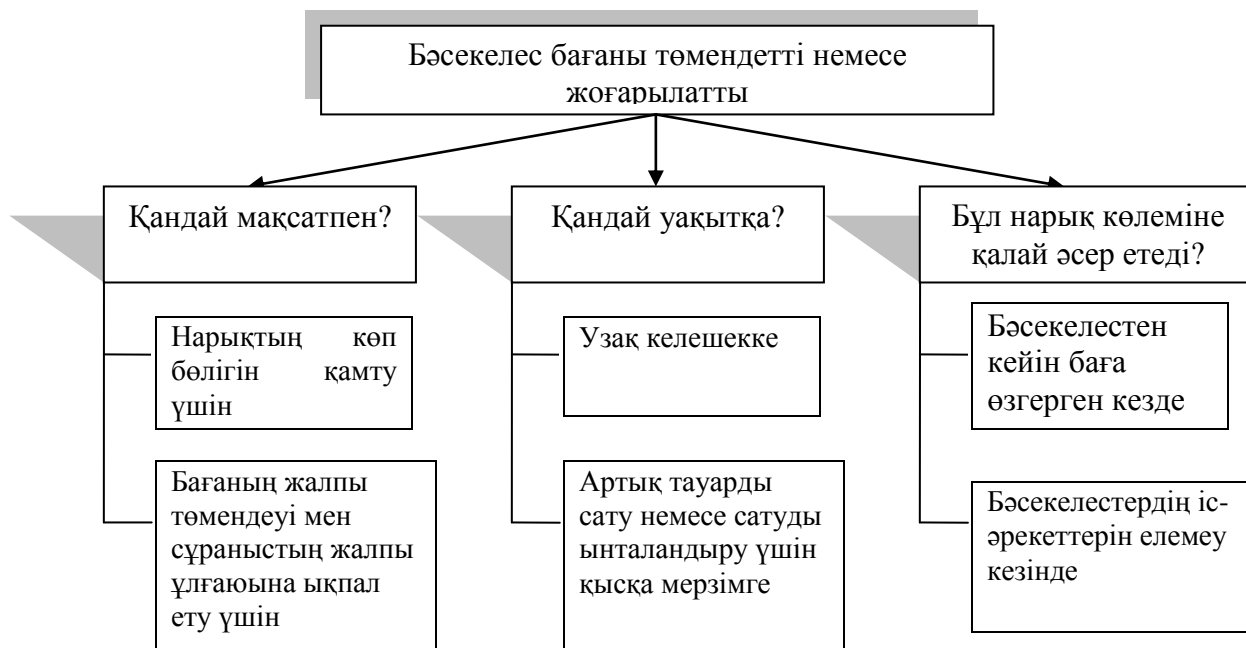 Бәсекелес бағаны төмендетті немесе
жоғарылатты
Қандай мақсатпен?
Қандай уақытқа?
Бұл нарық көлеміне
қалай әсер етеді?
Нарықтың көп
бөлігін қамту
үшін
Узақ келешекке
Бәсекелестен
кейін баға
өзгерген кезде
Бағаның жалпы
төмендеуі мен
сұраныстың жалпы
ұлғаюына ықпал
ету үшін
Артық тауарды
сату немесе сатуды
ынталандыру үшін
қысқа мерзімге
Бәсекелестердің іс-
әрекеттерін елемеу
кезінде